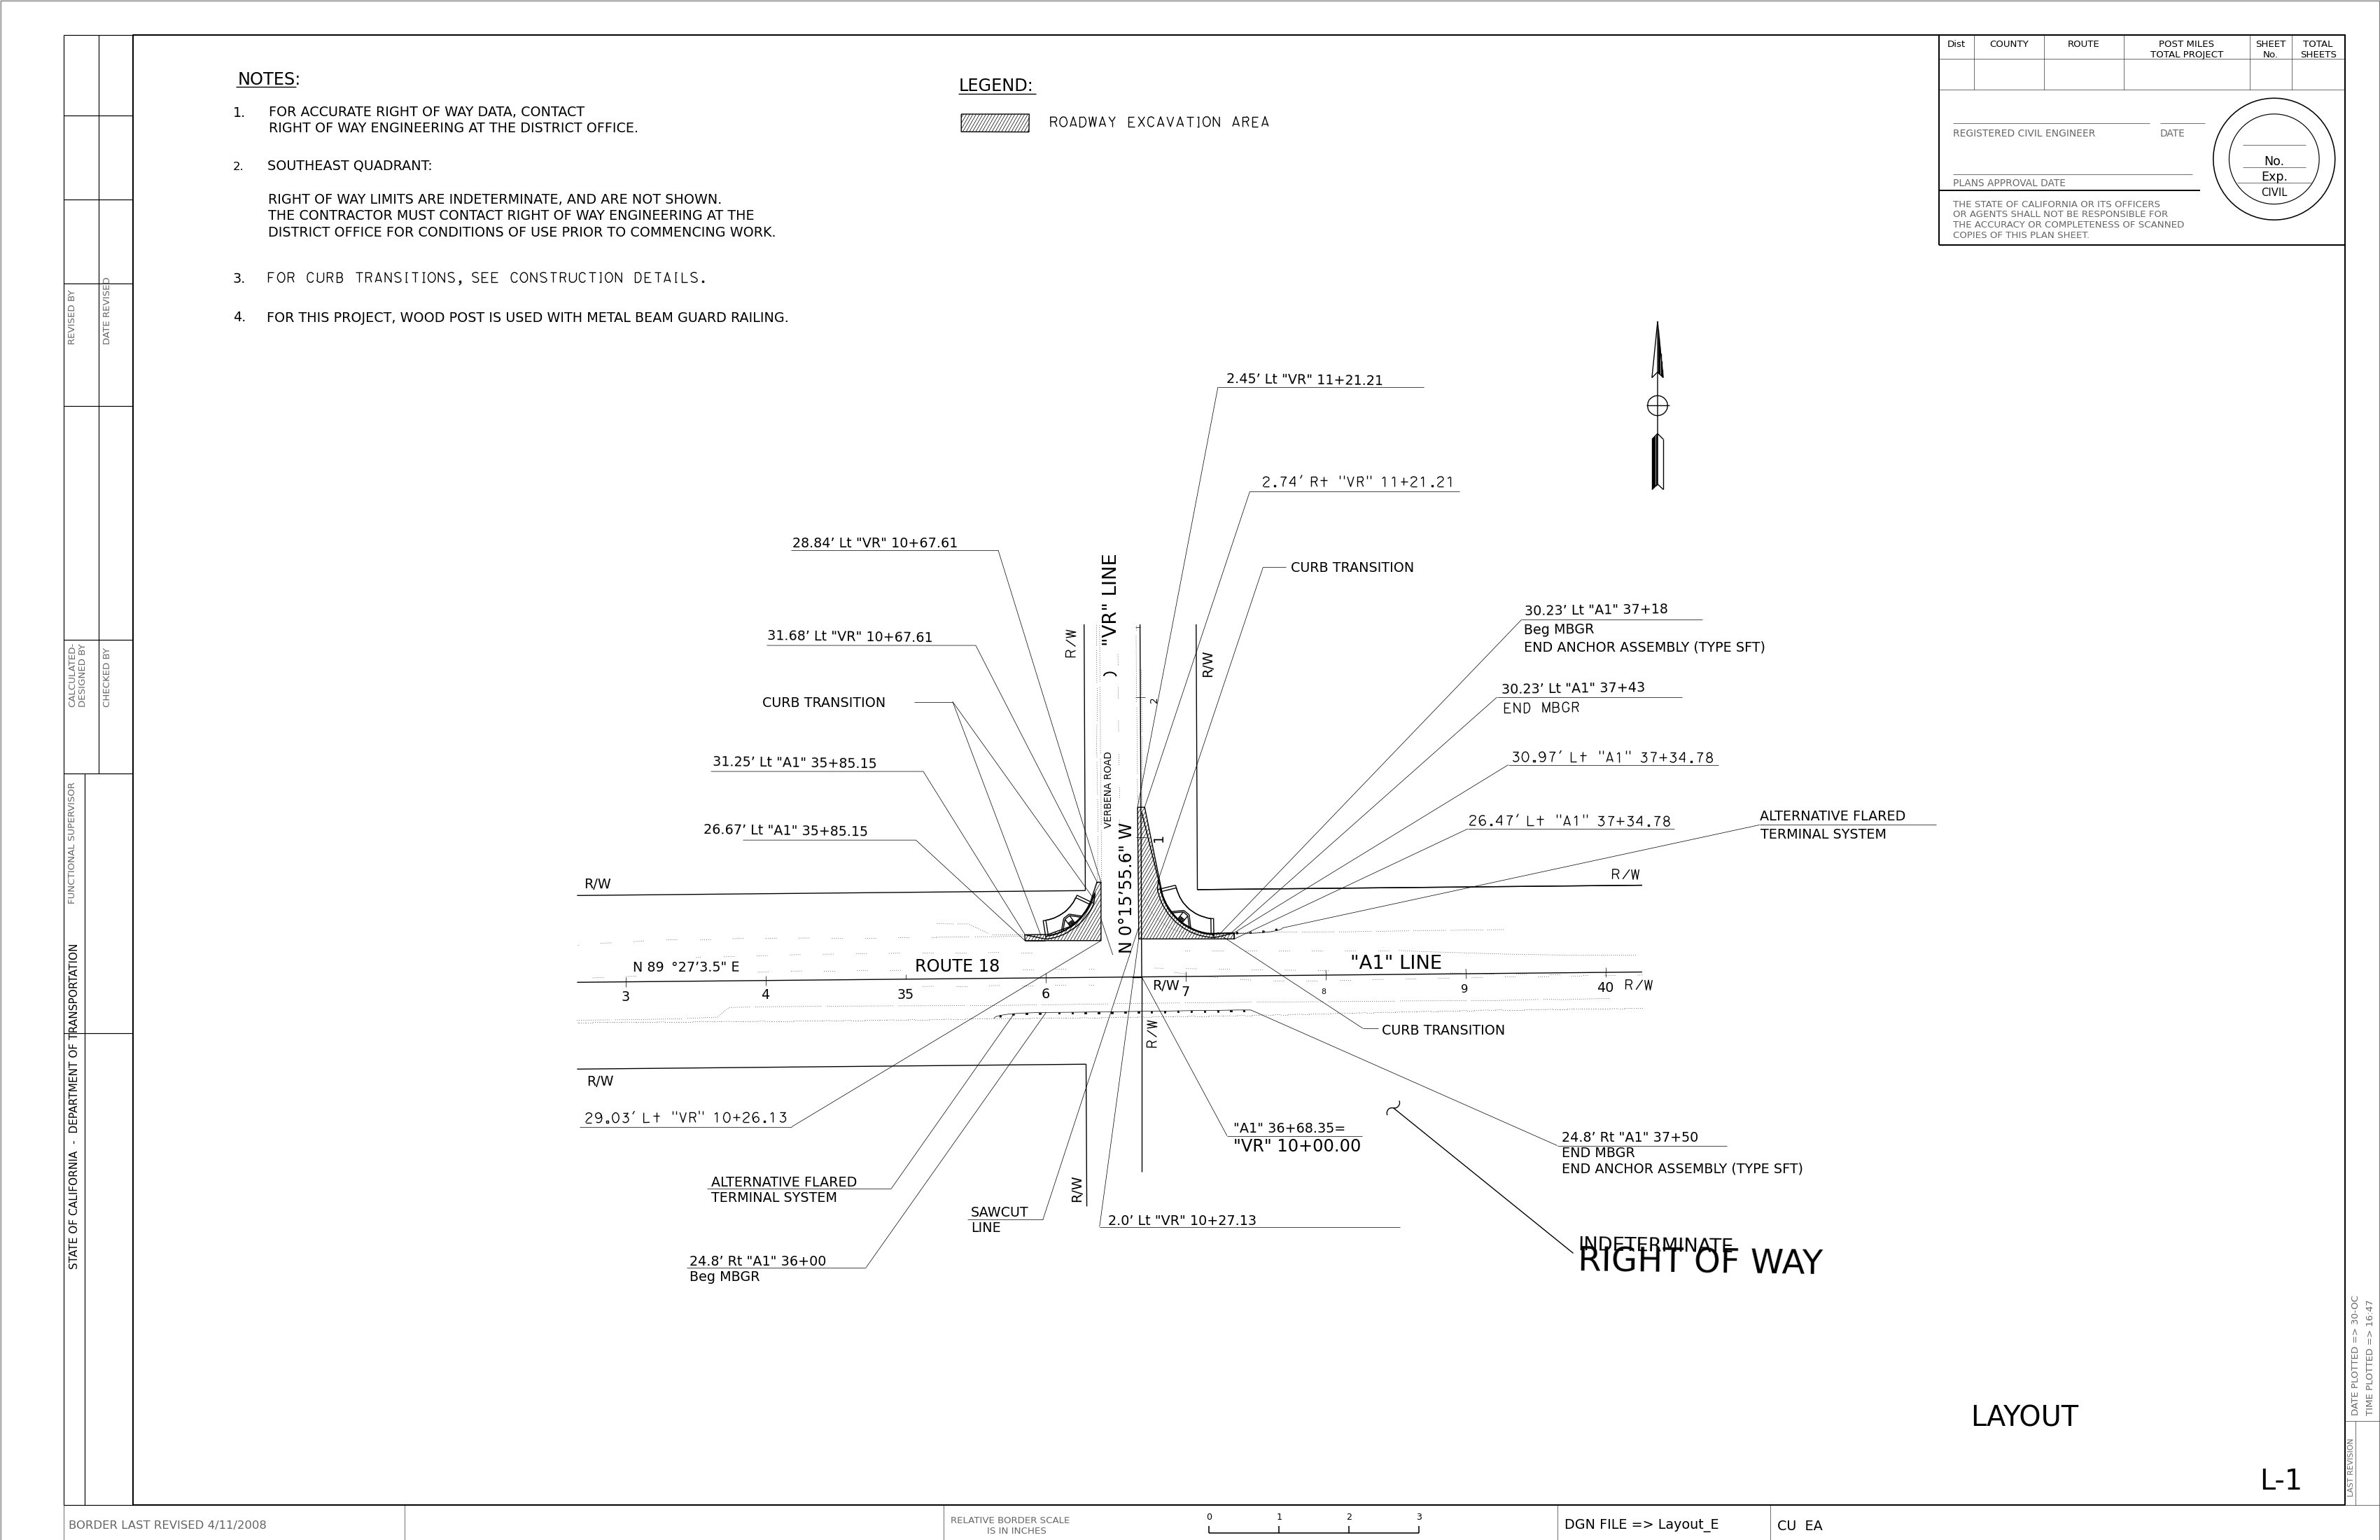 NOTES:
1. FOR ACCURATE RIGHT OF WAY DATA, CONTACT
RIGHT OF WAY ENGINEERING AT THE DISTRICT OFFICE.
2. SOUTHEAST QUADRANT:
RIGHT OF WAY LIMITS ARE INDETERMINATE, AND ARE NOT SHOWN.
THE CONTRACTOR MUST CONTACT RIGHT OF WAY ENGINEERING AT THE
DISTRICT OFFICE FOR CONDITIONS OF USE PRIOR TO COMMENCING WORK.
3. FOR CURB TRANSITIONS, SEE CONSTRUCTION DETAILS.
4. FOR THIS PROJECT, WOOD POST IS USED WITH METAL BEAM GUARD RAILING.
LEGEND:
ROADWAY EXCAVATION AREA
Dist COUNTY ROUTE POST MILES SHEET TOTAL
TOTAL PROJECT No. SHEETS
REGISTERED CIVIL ENGINEER DATE
PLANS APPROVAL DATE
No.
Exp.
CIVIL
THE STATE OF CALIFORNIA OR ITS OFFICERS
OR AGENTS SHALL NOT BE RESPONSIBLE FOR
THE ACCURACY OR COMPLETENESS OF SCANNED
COPIES OF THIS PLAN SHEET.
2.45’ Lt "VR" 11+21.21
2.74’ Rt "VR" 11+21.21
28.84’ Lt "VR" 10+67.61
CURB TRANSITION
31.68’ Lt "VR" 10+67.61
CURB TRANSITION
31.25’ Lt "A1" 35+85.15
26.67’ Lt "A1" 35+85.15
30.23’ Lt "A1" 37+18
Beg MBGR
END ANCHOR ASSEMBLY (TYPE SFT)
30.23’ Lt "A1" 37+43
END MBGR
30.97’ Lt "A1" 37+34.78
26.47’ Lt "A1" 37+34.78
ALTERNATIVE FLARED
TERMINAL SYSTEM
R/W
) "VR" LINE
R/W
2
VERBENA ROAD
N 0°15’55.6" W
1
R/W
R/W
N 89 °27’3.5" E
ROUTE 18
"A1" LINE
3 4 35 6 R/W 7 8 9 40 R/W
R/W
CURB TRANSITION
R/W
29.03’ Lt "VR" 10+26.13
ALTERNATIVE FLARED
TERMINAL SYSTEM
R/W
SAWCUT
LINE
24.8’ Rt "A1" 36+00
Beg MBGR
2.0’ Lt "VR" 10+27.13
"A1" 36+68.35=
"VR" 10+00.00
24.8’ Rt "A1" 37+50
END MBGR
END ANCHOR ASSEMBLY (TYPE SFT)
INDETERMINATE
RIGHT OF WAY
LAYOUT
L-1
REVISED BY
DATE REVISED
CALCULATED-
DESIGNED BY
CHECKED BY
FUNCTIONAL SUPERVISOR
STATE OF CALIFORNIA - DEPARTMENT OF TRANSPORTATION
DATE PLOTTED => 30-OC
TIME PLOTTED => 16:47
LAST REVISION
BORDER LAST REVISED 4/11/2008
RELATIVE BORDER SCALE
IS IN INCHES
0 1 2 3
DGN FILE => Layout_E
CU EA